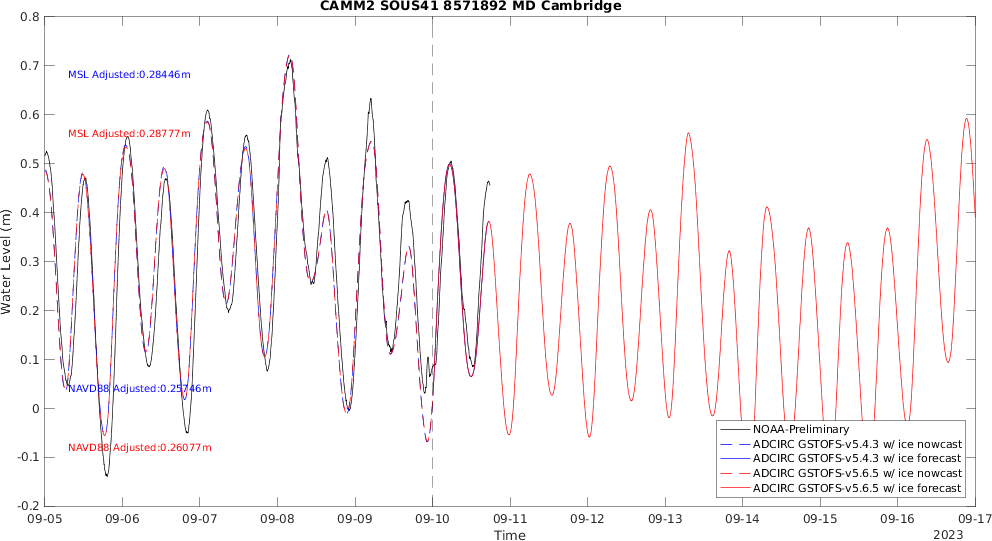 CAMM2 SOUS41 8571892 MD Cambridge
0.8
0.7
0.6
0.5
0.4
0.3
0.2
0.1
0
-0.1
-0.2
Water Level (m)
MSL Adjusted:0.28446m
MSL Adjusted:0.28777m
NAVD88 Adjusted:0.25746m
NAVD88 Adjusted:0.26077m
NOAA-Preliminary
ADCIRC GSTOFS-v5.4.3 w/ ice nowcast
ADCIRC GSTOFS-v5.4.3 w/ ice forecast
ADCIRC GSTOFS-v5.6.5 w/ ice nowcast
ADCIRC GSTOFS-v5.6.5 w/ ice forecast
09-05 09-06 09-07 09-08 09-09 09-10 09-11 09-12 09-13 09-14 09-15 09-16 09-17
Time
2023